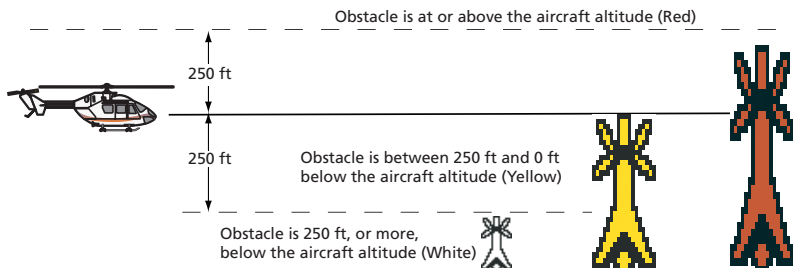 Obstacle is at or above the aircraft altitude (Red)
250 ft
250 ft
Obstacle is between 250 ft and 0 ft
below the aircraft altitude (Yellow)
Obstacle is 250 ft, or more,
below the aircraft altitude (White)